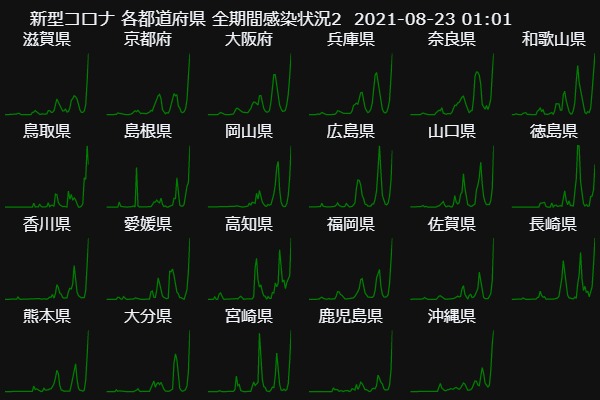 新型コロナ 各都道府県 全期間感染状況2 2021-08-23 01:01
滋賀県 京都府 大阪府 兵庫県 奈良県 和歌山県
鳥取県 島根県 岡山県 広島県 山口県 徳島県
香川県 愛媛県 高知県 福岡県 佐賀県 長崎県
熊本県 大分県 宮崎県 鹿児島県 沖縄県